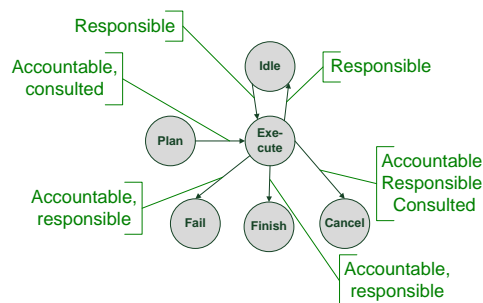 Responsible
Idle
Responsible
Accountable,
consulted
Plan
Exe-
cute
Accountable
Responsible
Consulted
Accountable,
responsible
Fail
Finish
Cancel
Accountable,
responsible